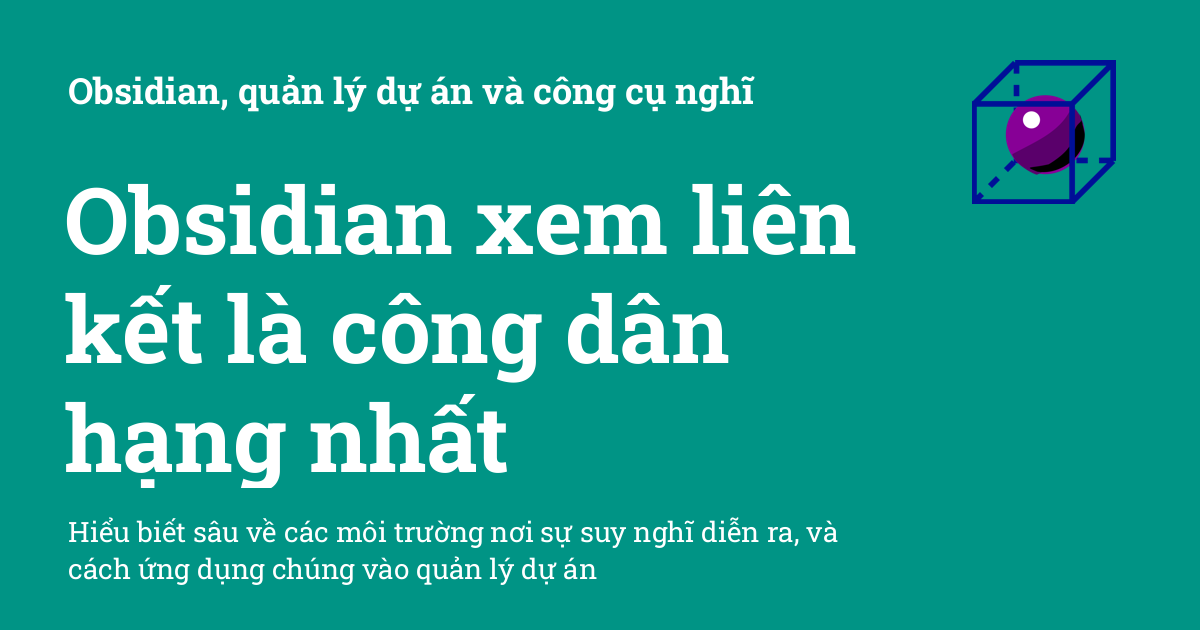 Obsidian, quản lý dự án và công cụ nghĩ
Obsidian xem liên
kết là công dân
hạng nhất
Hiểu biết sâu về các môi trường nơi sự suy nghĩ diễn ra, và
cách ứng dụng chúng vào quản lý dự án